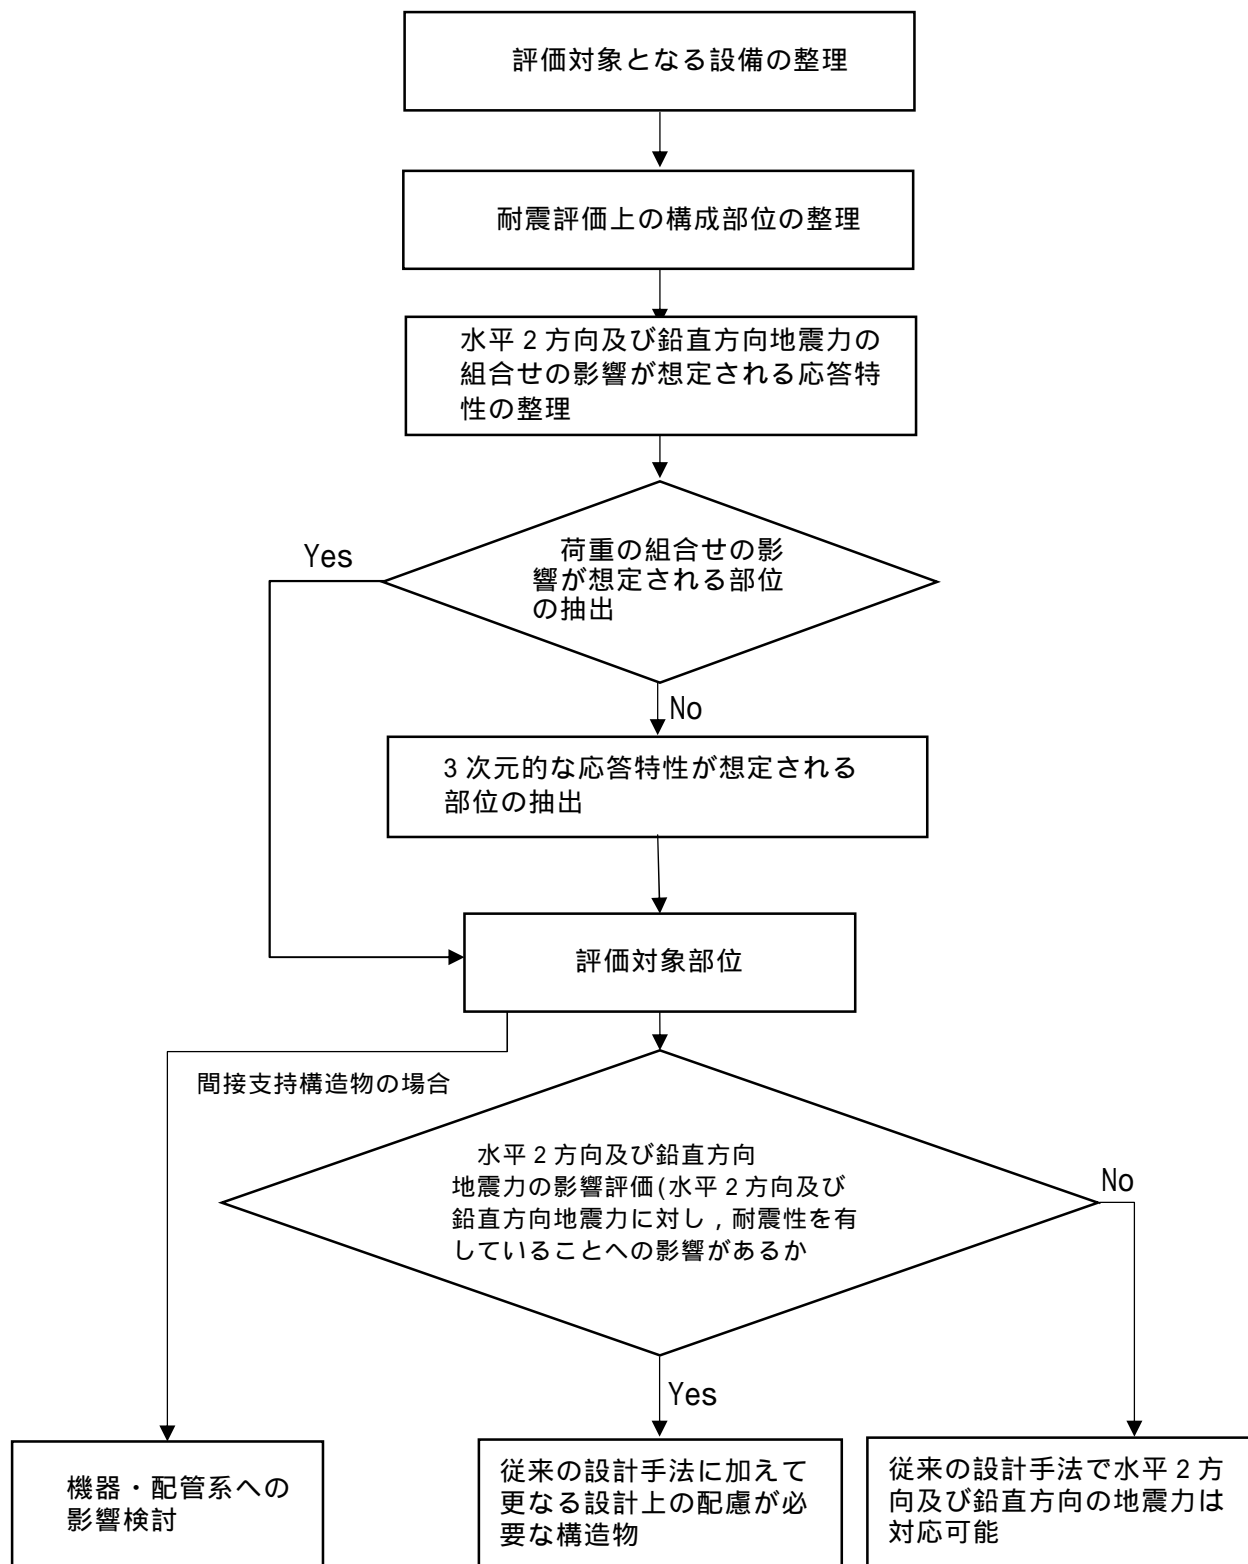 評価対象となる設備の整理
耐震評価上の構成部位の整理
水平２方向及び鉛直方向地震力の
組合せの影響が想定される応答特
性の整理
荷重の組合せの影
響が想定される部位
の抽出
Yes
No
３次元的な応答特性が想定される
部位の抽出
評価対象部位
間接支持構造物の場合
水平２方向及び鉛直方向
地震力の影響評価(水平２方向及び
鉛直方向地震力に対し，耐震性を有
していることへの影響があるか
No
Yes
機器・配管系への
影響検討
従来の設計手法に加えて
更なる設計上の配慮が必
要な構造物
従来の設計手法で水平２方
向及び鉛直方向の地震力は
対応可能